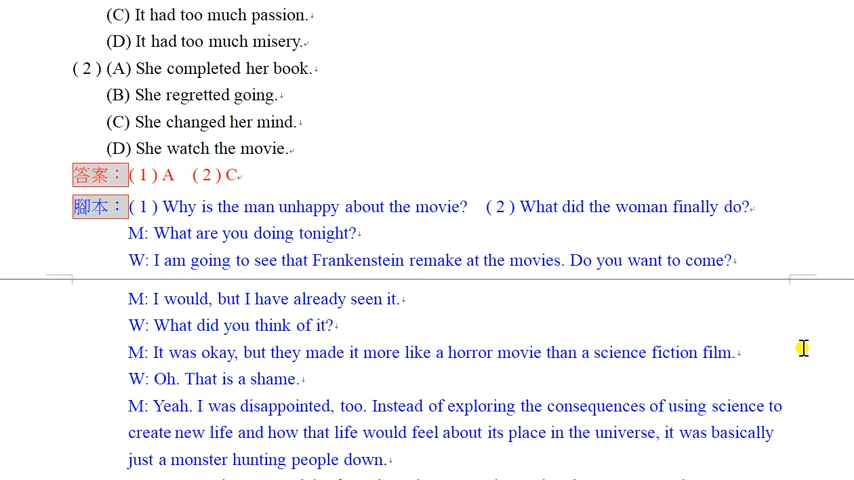 (C) It had too much passion.
(D) It had too much misery.
( 2 ) (A) She completed her book.
(B) She regretted going.
(C) She changed her mind.
(D) She watch the movie.
答案：( 1 ) A ( 2 ) C
腳本：( 1 ) Why is the man unhappy about the movie? ( 2 ) What did the woman finally do?
M: What are you doing tonight?
W: I am going to see that Frankenstein remake at the movies. Do you want to come?
M: I would, but I have already seen it.
W: What did you think of it?
M: It was okay, but they made it more like a horror movie than a science fiction film.
W: Oh. That is a shame.
M: Yeah. I was disappointed, too. Instead of exploring the consequences of using science to
create new life and how that life would feel about its place in the universe, it was basically
just a monster hunting people down.